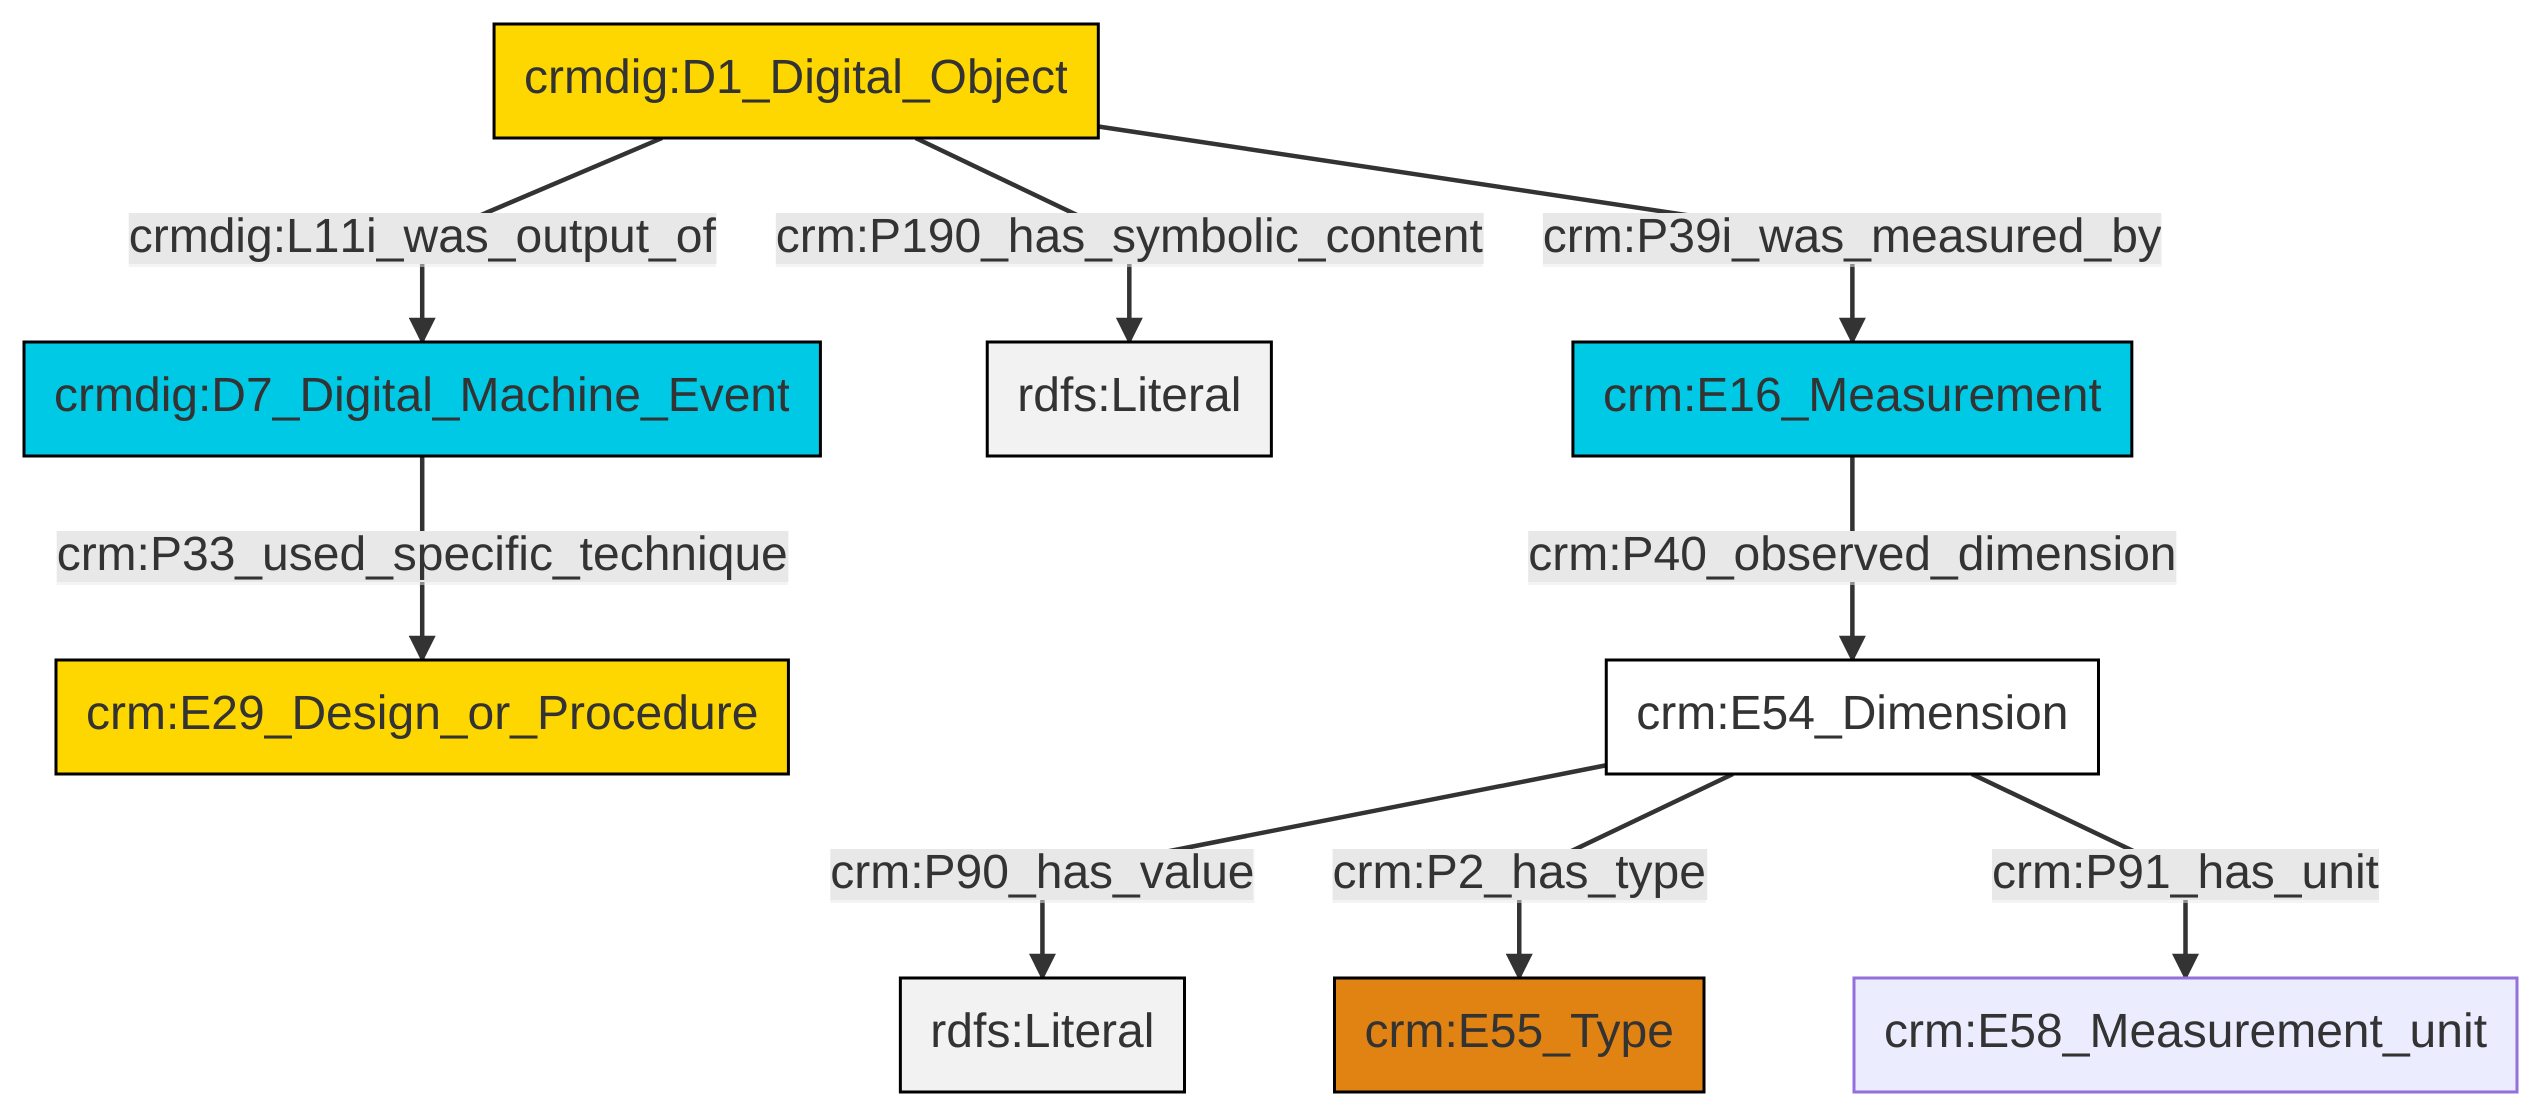 crmdig:D1_Digital_Object
crmdig:L11i_was_output_of
crm:P190_has_symbolic_content
crm:P39i_was_measured_by
crmdig:D7_Digital_Machine_Event
rdfs:Literal
crm:E16_Measurement
crm:P33_used_specific_technique
crm:P40_observed_dimension
crm:E29_Design_or_Procedure
crm:E54_Dimension
crm:P90_has_value
crm:P2_has_type
crm:P91_has_unit
rdfs:Literal
crm:E55_Type
crm:E58_Measurement_unit